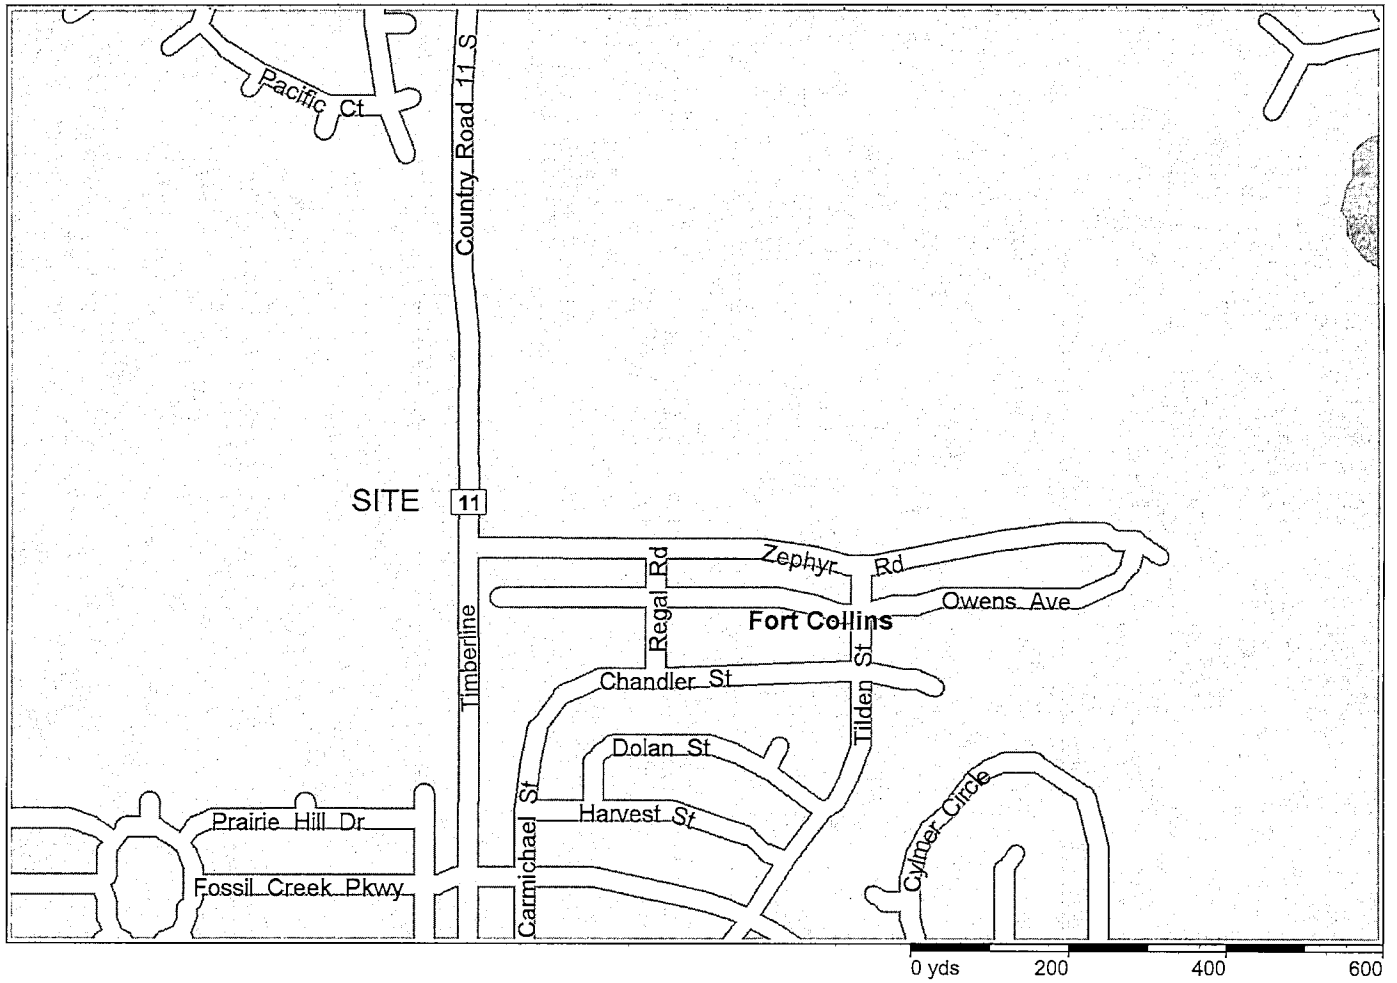 Country Road 11 S
Pacific Ct
SITE
11
Zephyr Rd
Regal Rd
Owens Ave
Fort Collins
Timberline
Chandler St
Tilden St
Dolan St
Carmichael St
Harvest St
Cylmer Circle
Prairie Hill Dr
Fossil Creek Pkwy
0 yds 200 400 600